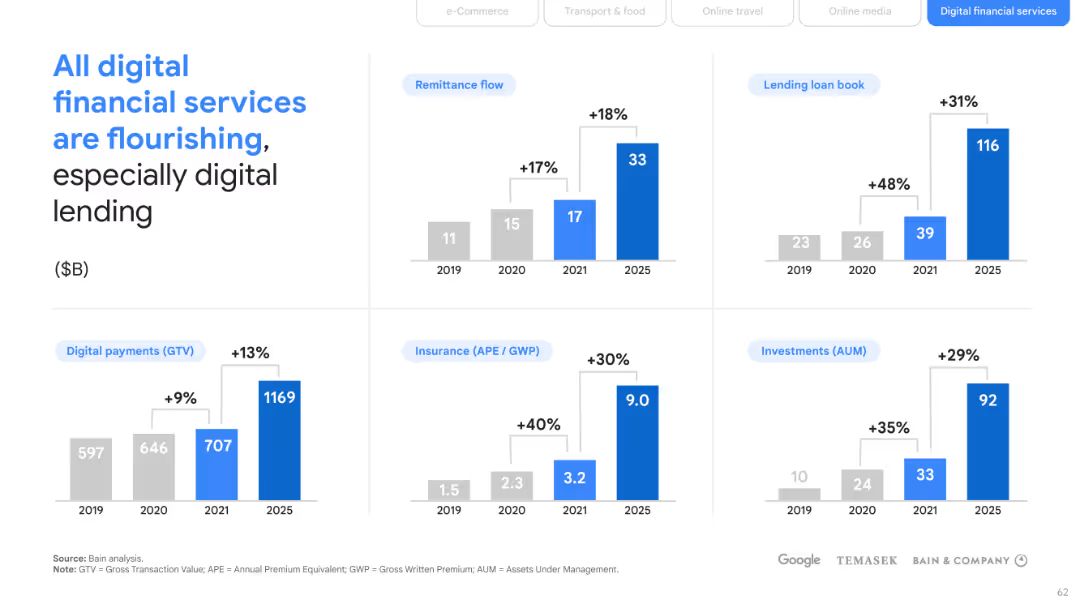 e-Commerce
Transport & food
Online travel
Online media
Digital financial services
All digital
financial services
are flourishing,
especially digital
lending
($B)
Remittance flow
+18%
+17%
33
17
15
11
2019 2020 2021 2025
Lending loan book
+31%
+48%
116
39
26
23
2019 2020 2021 2025
Digital payments (GTV)
+13%
+9%
1169
707
646
597
2019 2020 2021 2025
Insurance (APE / GWP)
+30%
+40%
9.0
3.2
2.3
1.5
2019 2020 2021 2025
Investments (AUM)
+29%
+35%
92
33
24
10
2019 2020 2021 2025
Source: Bain analysis.
Note: GTV = Gross Transaction Value; APE = Annual Premium Equivalent; GWP = Gross Written Premium; AUM = Assets Under Management.
Google TEMASEK BAIN & COMPANY
62